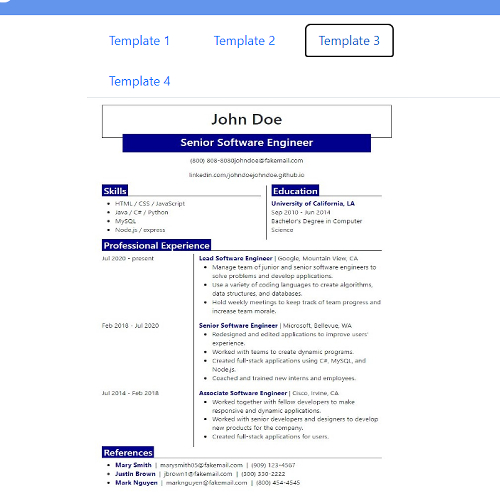 Template 1
Template 2
Template 3
Template 4
John Doe
Senior Software Engineer
(800) 808-8080johndoe@fakemail.com
linkedin.com/johndoejohndoe.github.io
Skills
HTML / CSS / JavaScript
Java / C# / Python
MySQL
Node.js / express
Education
University of California, LA
Sep 2010 - Jun 2014
Bachelor's Degree in Computer
Science
Professional Experience
Jul 2020 - present
Lead Software Engineer | Google, Mountain View, CA
Manage team of junior and senior software engineers to
solve problems and develop applications.
Use a variety of coding languages to create algorithms,
data structures, and databases.
Hold weekly meetings to keep track of team progress and
increase team morale.
Feb 2018 - Jul 2020
Senior Software Engineer | Microsoft, Bellevue, WA
Redesigned and edited applications to improve users'
experience.
Worked with teams to create dynamic programs.
Created full-stack applications using C#, MySQL, and
Node.js.
Coached and trained new interns and employees.
Jul 2014 - Feb 2018
Associate Software Engineer | Cisco, Irvine, CA
Worked together with fellow developers to make
responsive and dynamic applications.
Worked with senior developers and designers to develop
new products for the company.
Created full-stack applications for users.
References
Mary Smith | marysmith05@fakemail.com | (909) 123-4567
Justin Brown | jbrown1@fakemail.com | (300) 330-2222
Mark Nguyen | marknguyen@fakemail.com | (800) 454-4545